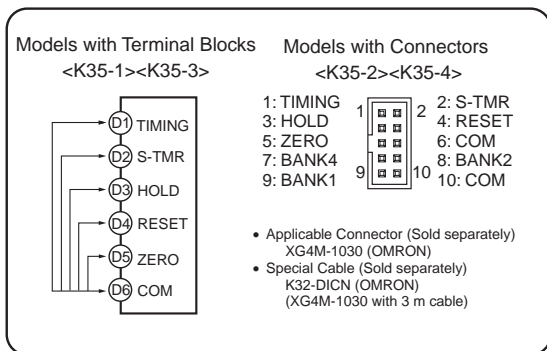 Models with Terminal Blocks
<K35-1><K35-3>
D1 TIMING
D2 S-TMR
D3 HOLD
D4 RESET
D5 ZERO
D6 COM
Models with Connectors
<K35-2><K35-4>
1: TIMING
3: HOLD
5: ZERO
7: BANK4
9: BANK1
1 2
9 10
2: S-TMR
4: RESET
6: COM
8: BANK2
10: COM
• Applicable Connector (Sold separately)
XG4M-1030 (OMRON)
• Special Cable (Sold separately)
K32-DICN (OMRON)
(XG4M-1030 with 3 m cable)